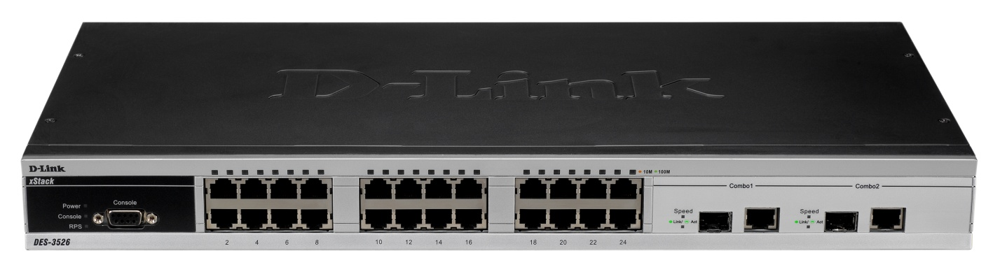 D-Link
D-Link
xStack
10M 100M
Combo1 Combo2
Power
Console
RPS
Console
Speed
Link/ Act
Speed
Link/ Act
DES-3526
2 4 6 8 10 12 14 16 18 20 22 24